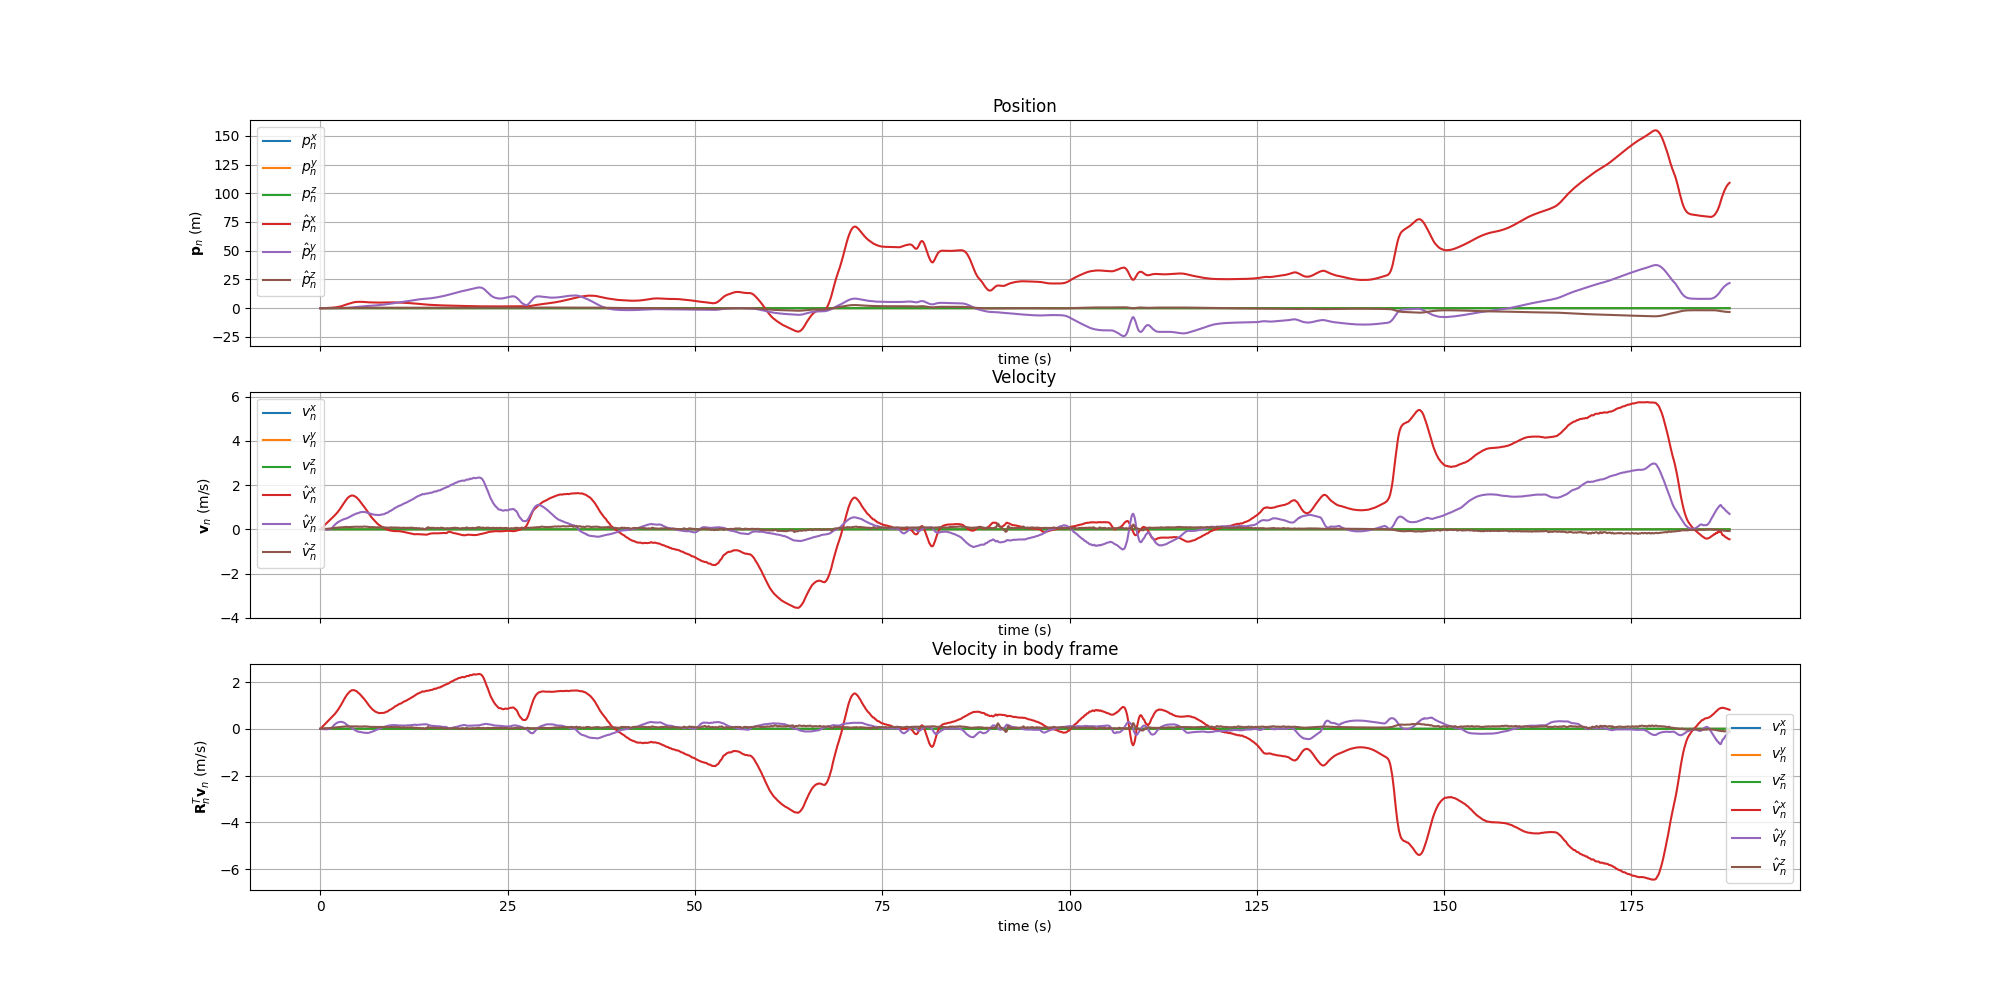 Position
150
125
100
75
50
25
0
−25
𝐩ₙ (m)
pₙˣ
pₙʸ
pₙᶻ
p̂ₙˣ
p̂ₙʸ
p̂ₙᶻ
time (s)
Velocity
6
4
2
0
−2
−4
𝐯ₙ (m/s)
vₙˣ
vₙʸ
vₙᶻ
v̂ₙˣ
v̂ₙʸ
v̂ₙᶻ
time (s)
Velocity in body frame
2
0
−2
−4
−6
𝐑ₙᵀ𝐯ₙ (m/s)
vₙˣ
vₙʸ
vₙᶻ
v̂ₙˣ
v̂ₙʸ
v̂ₙᶻ
0 25 50 75 100 125 150 175
time (s)